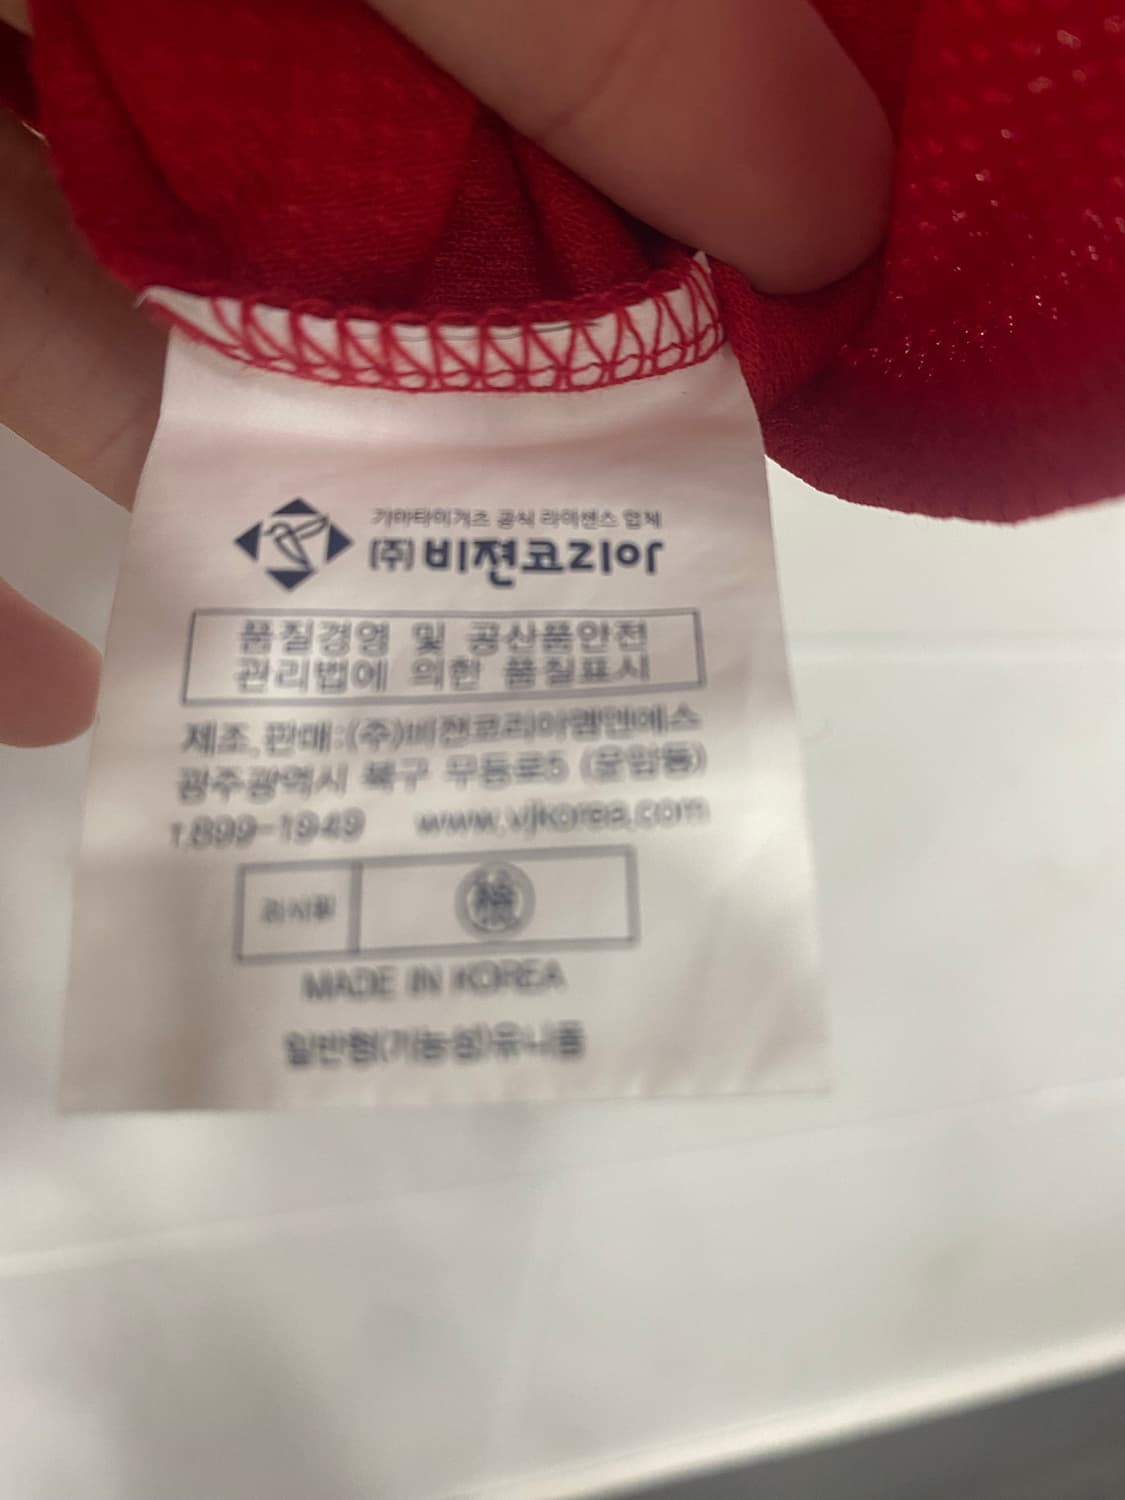 기아타이거즈 공식 라이센스 업체
(주)비젼코리아
품질경영 및 공산품안전
관리법에 의한 품질표시
제조,판매:(주)비젼코리아엠앤에스
광주광역시 북구 무등로5 (운암동)
1899-1949 www.vjkorea.com
검사필
MADE IN KOREA
일반형(기능성)유니폼